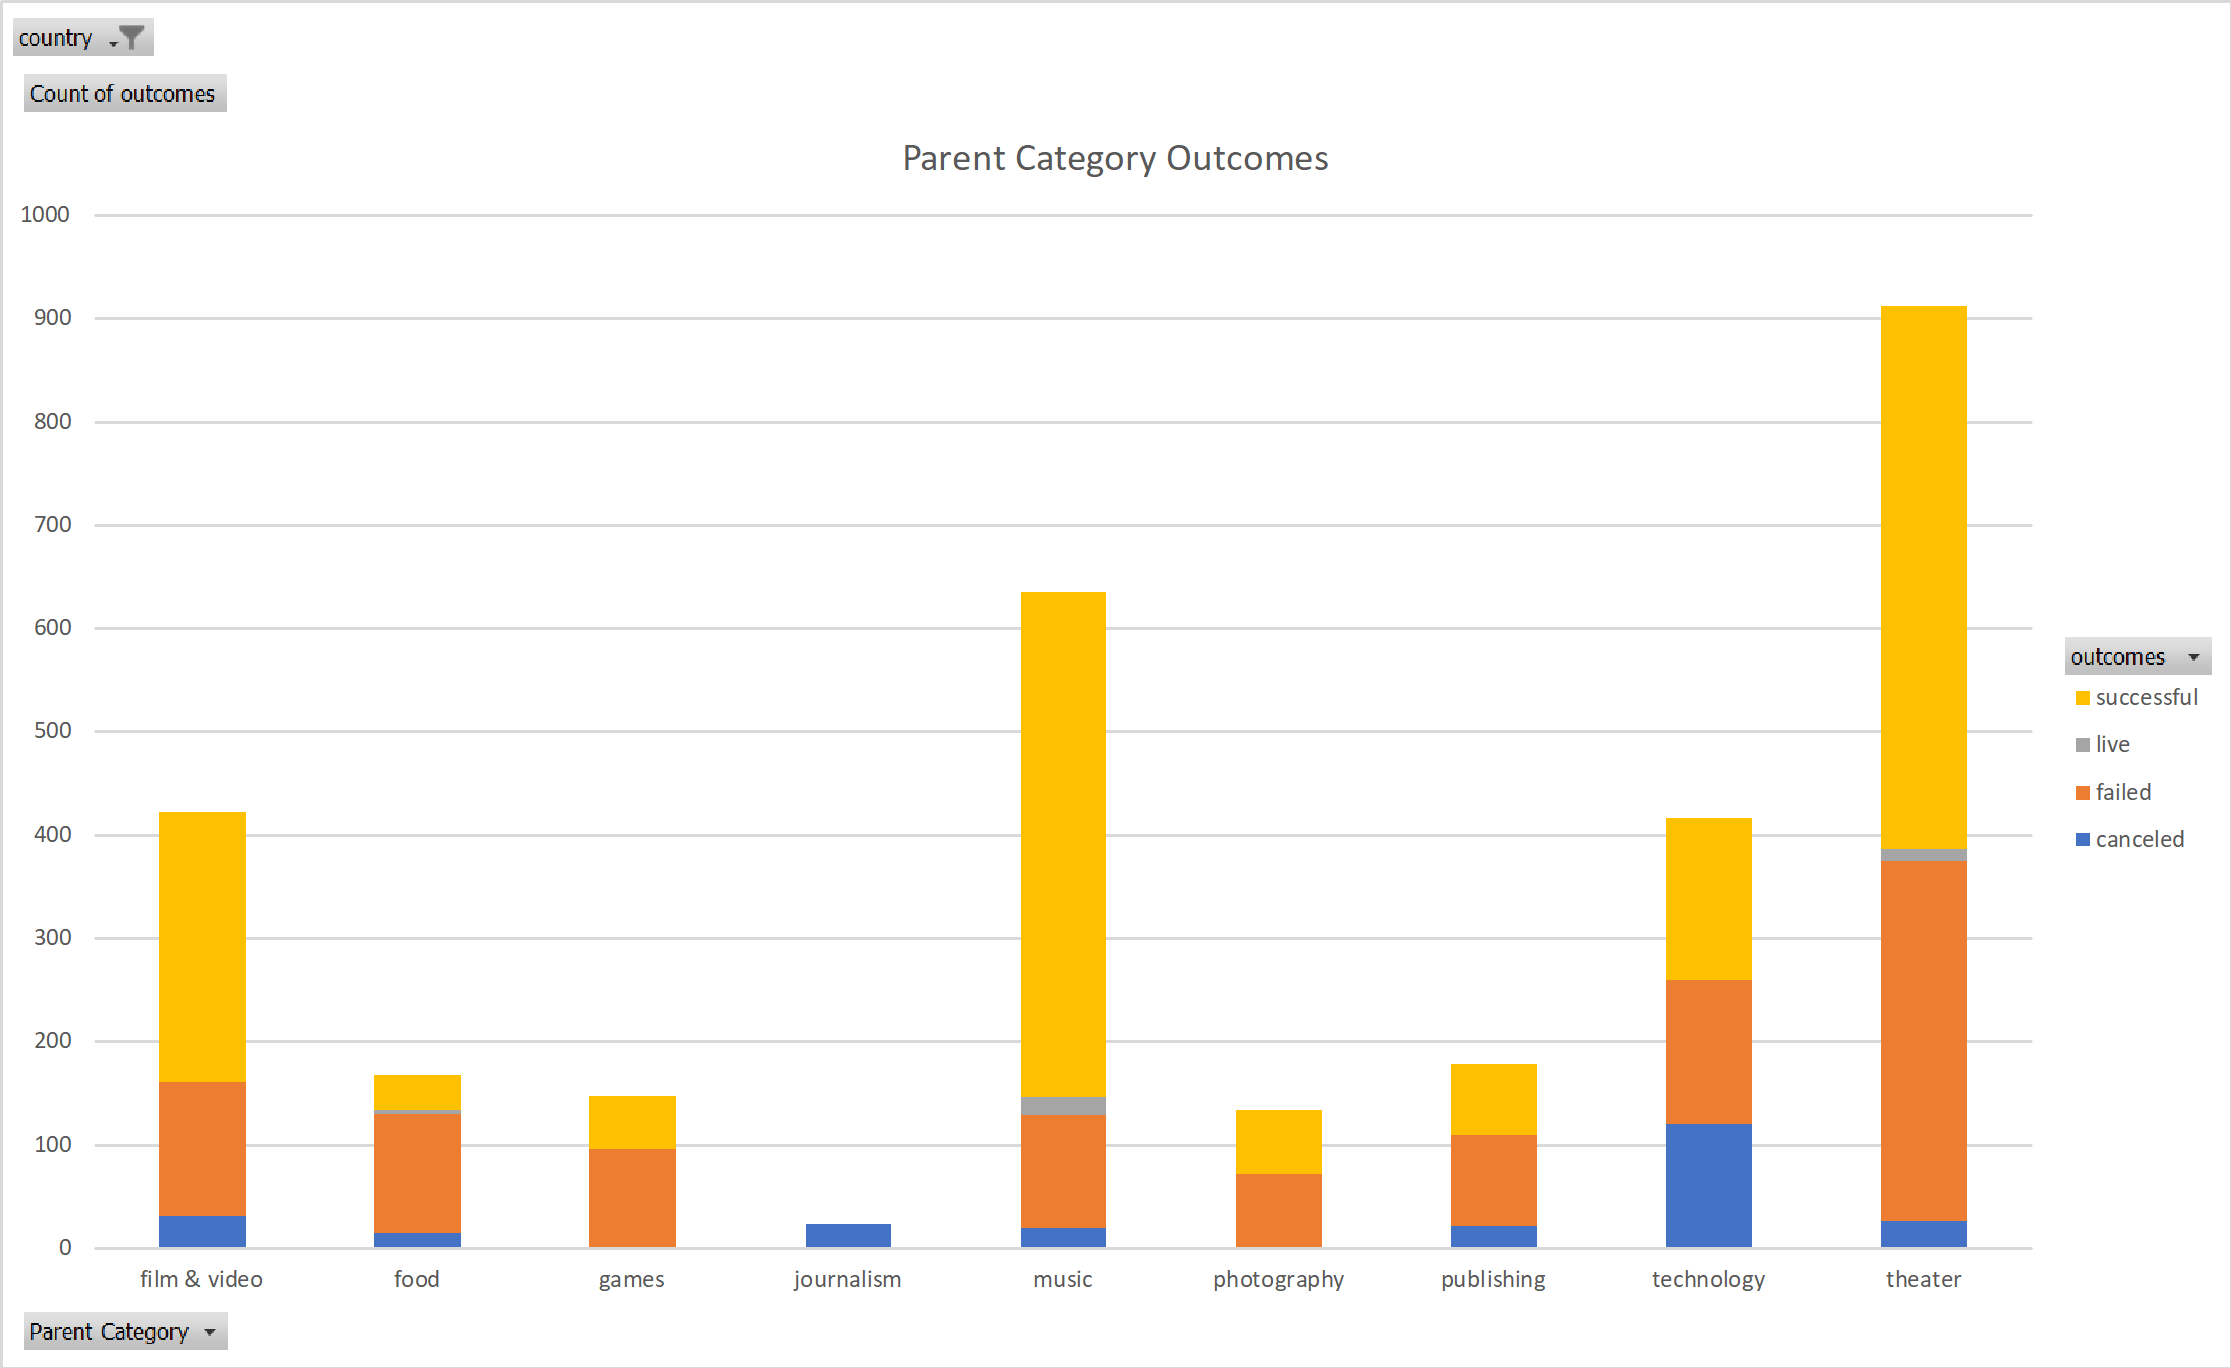 country
Count of outcomes
Parent Category Outcomes
1000
900
800
700
600
500
400
300
200
100
0
film & video food games journalism music photography publishing technology theater
outcomes
successful
live
failed
canceled
Parent Category